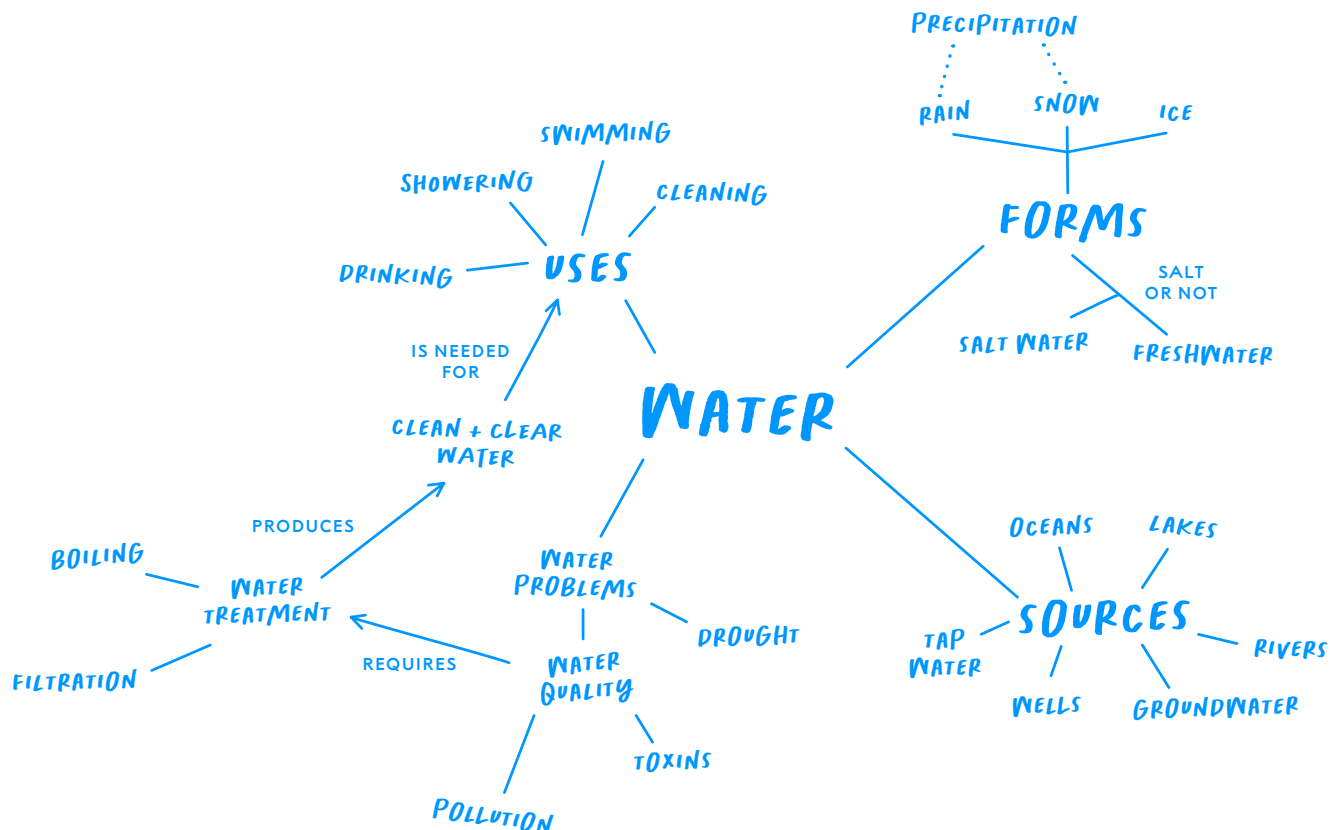 PRECIPITATION
RAIN
SNOW
ICE
FORMS
SALT
OR NOT
SALT WATER
FRESHWATER
SWIMMING
SHOWERING
CLEANING
DRINKING
USES
IS NEEDED
FOR
CLEAN + CLEAR
WATER
WATER
PRODUCES
BOILING
WATER
TREATMENT
FILTRATION
REQUIRES
WATER
PROBLEMS
DROUGHT
WATER
QUALITY
TOXINS
POLLUTION
OCEANS
LAKES
SOURCES
TAP
WATER
RIVERS
WELLS
GROUNDWATER